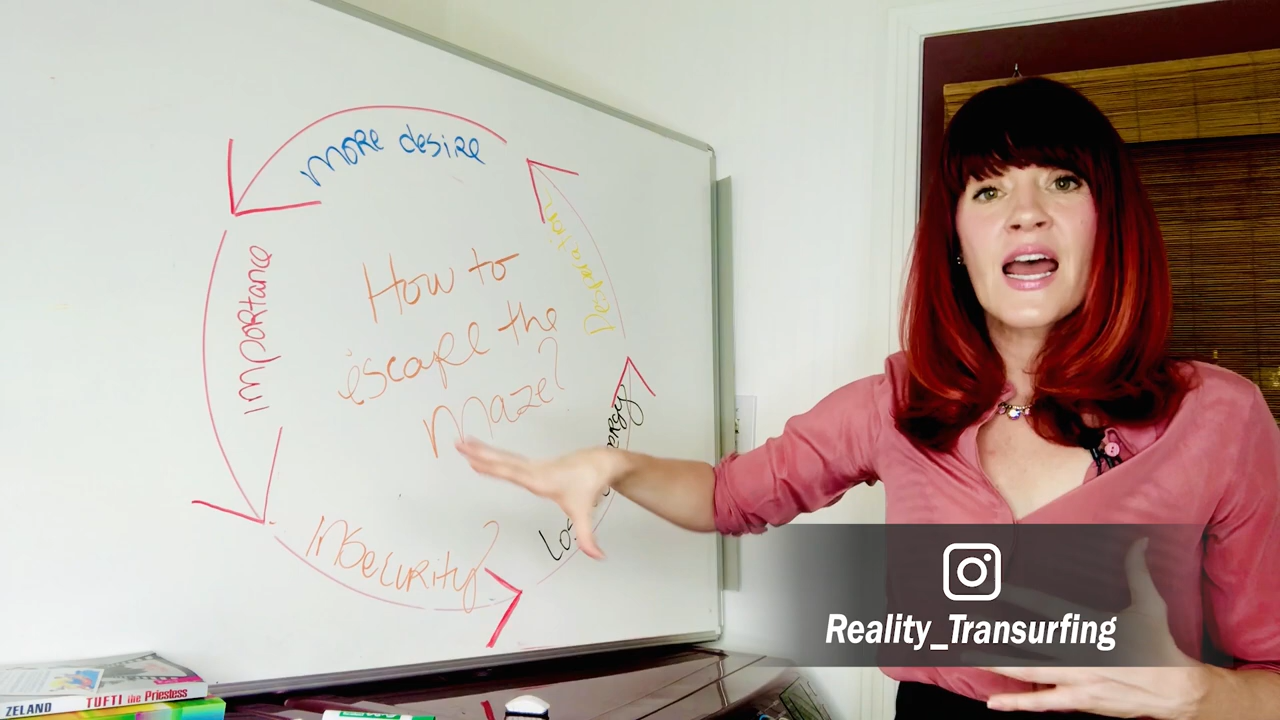 more desire
Desperation
Importance
How to
escape the
maze?
Insecurity
Reality_Transurfing
ZELAND
TUFTI the Priestess